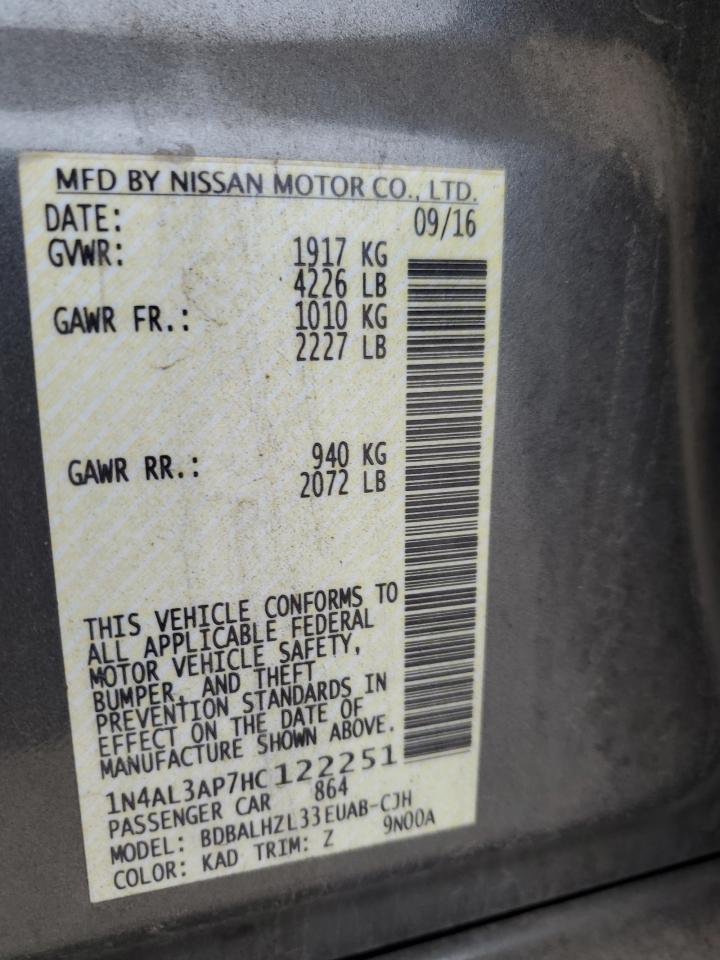 MFD BY NISSAN MOTOR CO., LTD.
DATE: 09/16
GVWR: 1917 KG
4226 LB
GAWR FR.: 1010 KG
2227 LB
GAWR RR.: 940 KG
2072 LB
THIS VEHICLE CONFORMS TO
ALL APPLICABLE FEDERAL
MOTOR VEHICLE SAFETY,
BUMPER, AND THEFT
PREVENTION STANDARDS IN
EFFECT ON THE DATE OF
MANUFACTURE SHOWN ABOVE.
1N4AL3AP7HC122251
PASSENGER CAR 864
MODEL: BDBALHZL33EUAB-CJH
COLOR: KAD TRIM: Z 9N00A